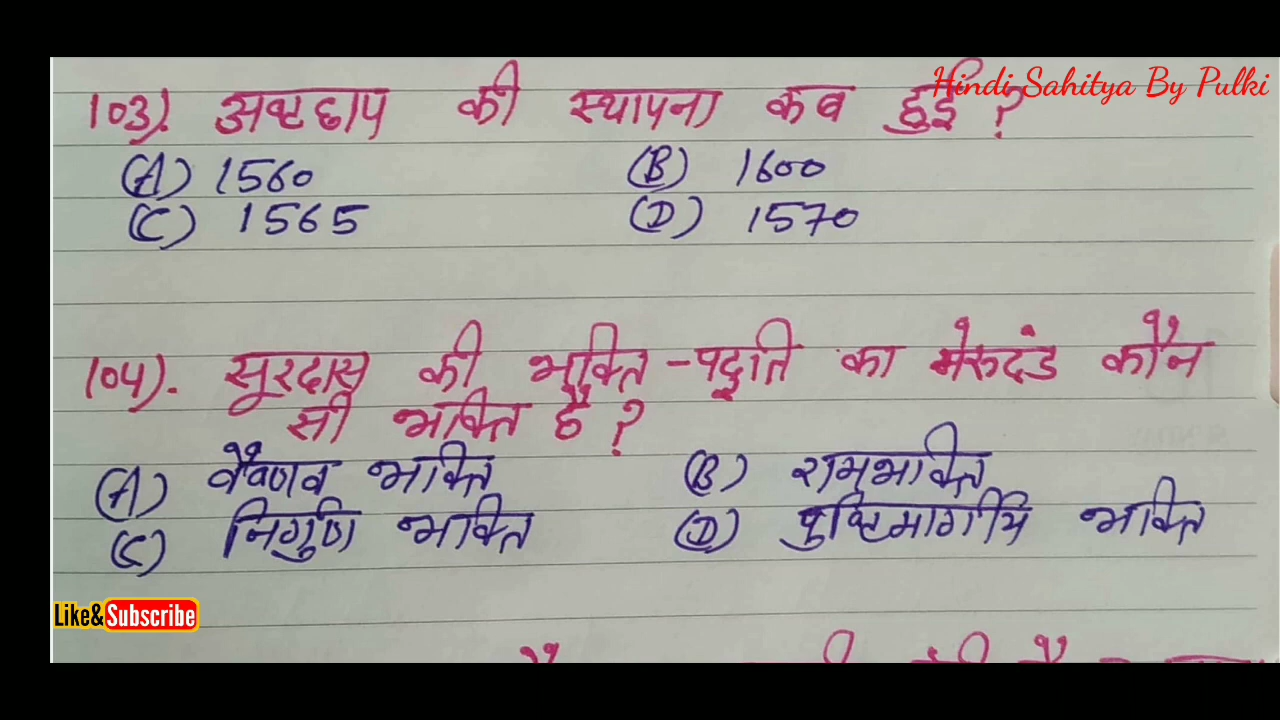 Hindi Sahitya By Pulki
103). अष्टछाप की स्थापना कब हुई ?
(A) 1560 (B) 1600
(C) 1565 (D) 1570
104). सूरदास की भक्ति-पद्धति का मेरुदंड कौन
सी भक्ति है ?
(A) वैष्णव भक्ति (B) रामभक्ति
(C) निर्गुण भक्ति (D) पुष्टिमार्गीय भक्ति
Like& Subscribe